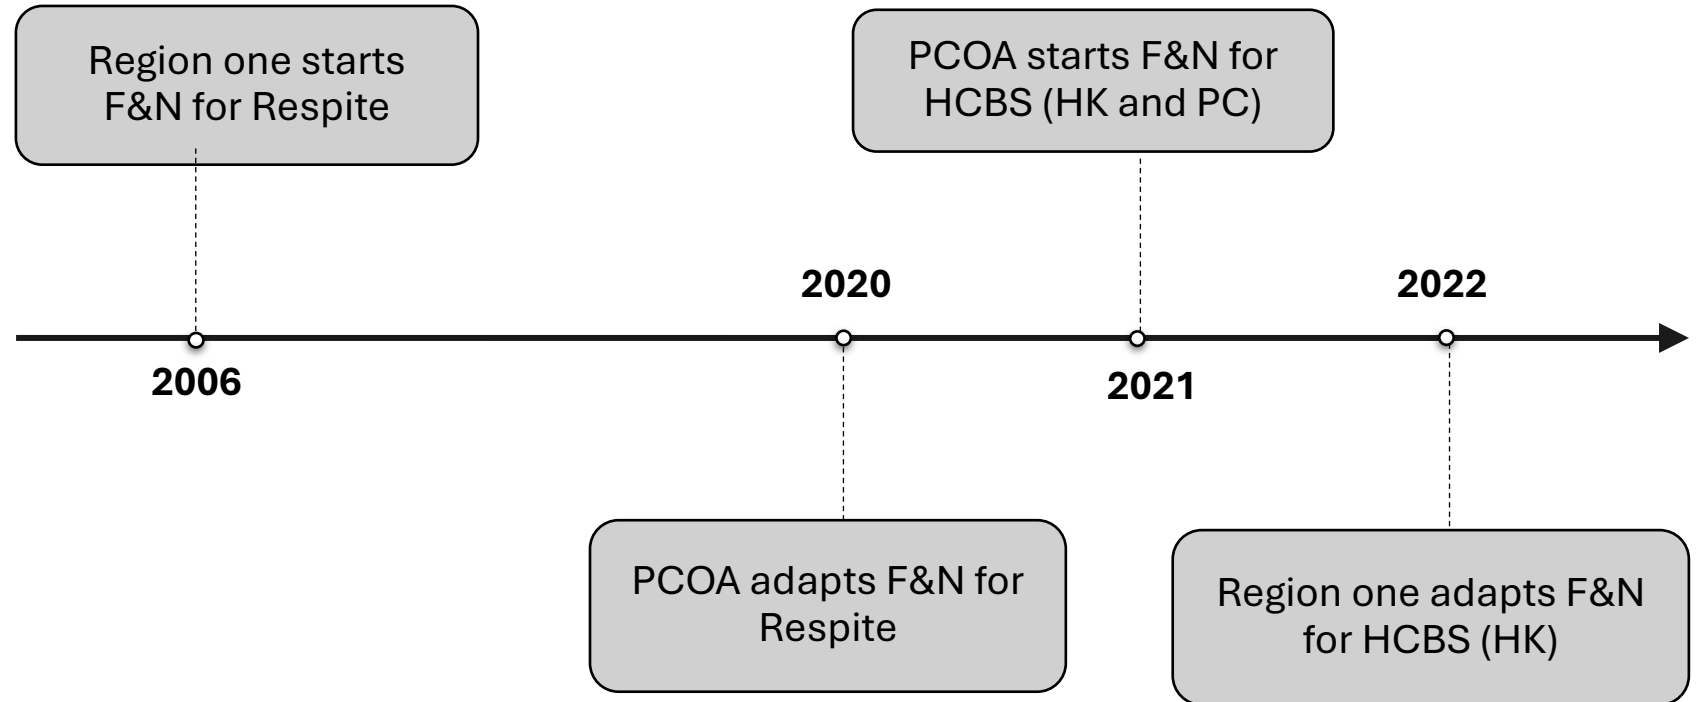 Region one starts
F&N for Respite
PCOA starts F&N for
HCBS (HK and PC)
2020
2022
2006
2021
PCOA adapts F&N for
Respite
Region one adapts F&N
for HCBS (HK)